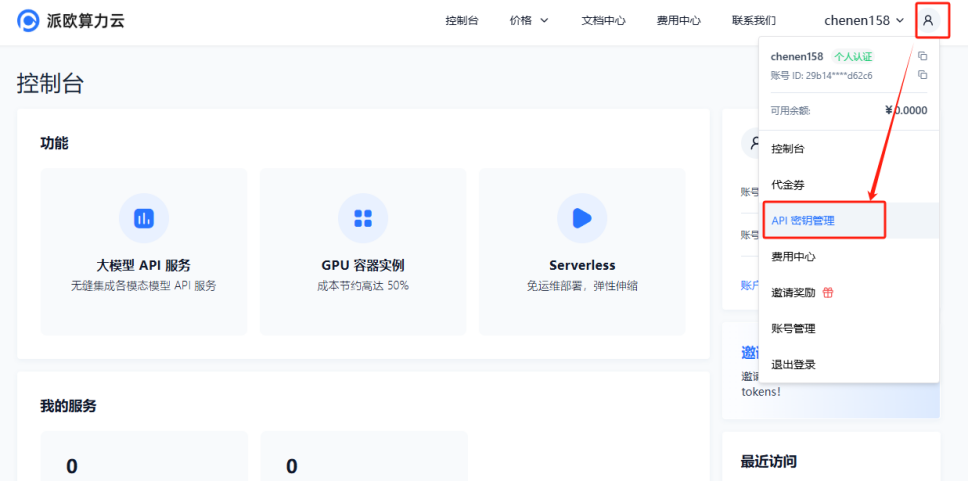 派欧算力云
控制台 价格 文档中心 费用中心 联系我们 chenen158
chenen158 个人认证
账号 ID: 29b14****d62c6
可用余额: ¥0.0000
控制台
代金券
API 密钥管理
费用中心
邀请奖励
账号管理
退出登录
控制台
功能
大模型 API 服务
无缝集成各模态模型 API 服务
GPU 容器实例
成本节约高达 50%
Serverless
免运维部署，弹性伸缩
账号
账号
账户
邀请
tokens!
我的服务
0
0
最近访问